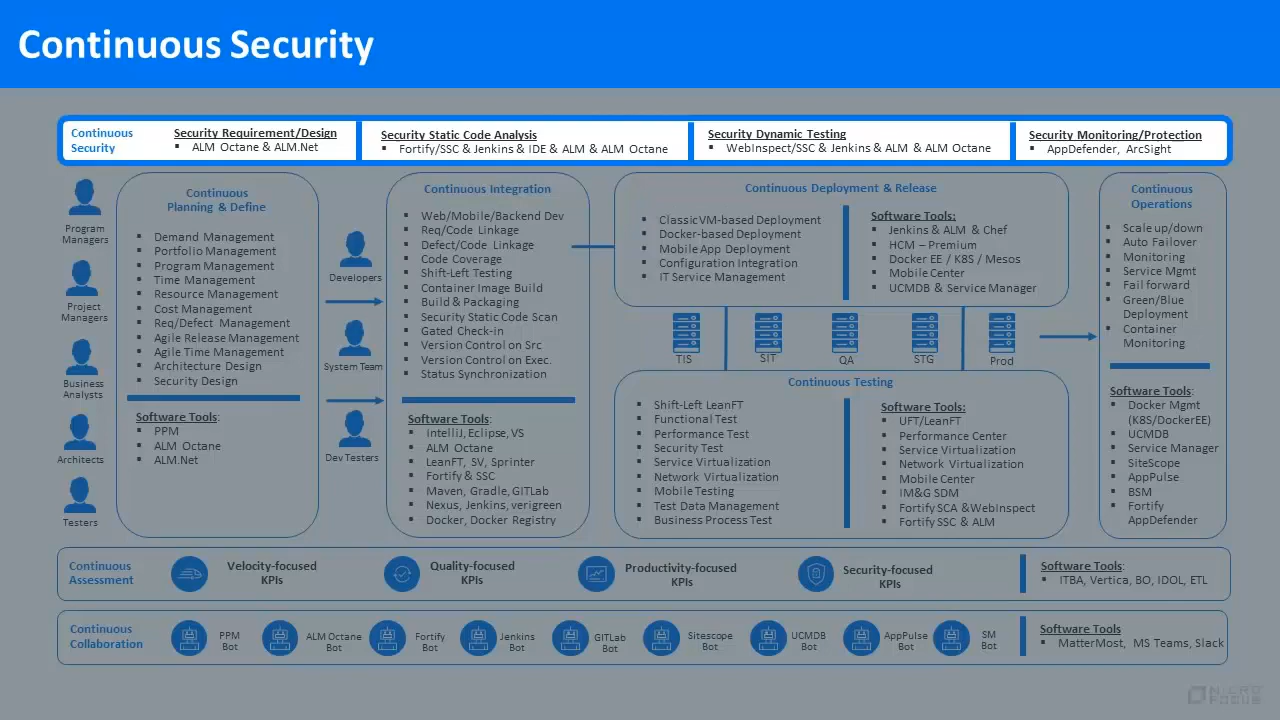 Continuous Security
Continuous
Security
Security Requirement/Design
▪ ALM Octane & ALM.Net
Security Static Code Analysis
▪ Fortify/SSC & Jenkins & IDE & ALM & ALM Octane
Security Dynamic Testing
▪ WebInspect/SSC & Jenkins & ALM & ALM Octane
Security Monitoring/Protection
▪ AppDefender, ArcSight
Program
Managers
Project
Managers
Business
Analysts
Architects
Testers
Continuous
Planning & Define
▪ Demand Management
▪ Portfolio Management
▪ Program Management
▪ Time Management
▪ Resource Management
▪ Cost Management
▪ Req/Defect Management
▪ Agile Release Management
▪ Agile Time Management
▪ Architecture Design
▪ Security Design
Software Tools:
▪ PPM
▪ ALM Octane
▪ ALM.Net
Developers
System Team
Dev Testers
Continuous Integration
▪ Web/Mobile/Backend Dev
▪ Req/Code Linkage
▪ Defect/Code Linkage
▪ Code Coverage
▪ Shift-Left Testing
▪ Container Image Build
▪ Build & Packaging
▪ Security Static Code Scan
▪ Gated Check-in
▪ Version Control on Src
▪ Version Control on Exec.
▪ Status Synchronization
Software Tools:
▪ IntelliJ, Eclipse, VS
▪ ALM Octane
▪ LeanFT, SV, Sprinter
▪ Fortify & SSC
▪ Maven, Gradle, GITLab
▪ Nexus, Jenkins, verigreen
▪ Docker, Docker Registry
Continuous Deployment & Release
▪ ClassicVM-based Deployment
▪ Docker-based Deployment
▪ Mobile App Deployment
▪ Configuration Integration
▪ IT Service Management
Software Tools:
▪ Jenkins & ALM & Chef
▪ HCM – Premium
▪ Docker EE / K8S / Mesos
▪ Mobile Center
▪ UCMDB & Service Manager
TIS
SIT
QA
STG
Prod
Continuous Testing
▪ Shift-Left LeanFT
▪ Functional Test
▪ Performance Test
▪ Security Test
▪ Service Virtualization
▪ Network Virtualization
▪ Mobile Testing
▪ Test Data Management
▪ Business Process Test
Software Tools:
▪ UFT/LeanFT
▪ Performance Center
▪ Service Virtualization
▪ Network Virtualization
▪ Mobile Center
▪ IM&G SDM
▪ Fortify SCA &WebInspect
▪ Fortify SSC & ALM
Continuous
Operations
▪ Scale up/down
▪ Auto Failover
▪ Monitoring
▪ Service Mgmt
▪ Fail forward
▪ Green/Blue
Deployment
▪ Container
Monitoring
Software Tools:
▪ Docker Mgmt
(K8S/DockerEE)
▪ UCMDB
▪ Service Manager
▪ SiteScope
▪ AppPulse
▪ BSM
▪ Fortify
AppDefender
Continuous
Assessment
Velocity-focused
KPIs
Quality-focused
KPIs
Productivity-focused
KPIs
Security-focused
KPIs
Software Tools:
▪ ITBA, Vertica, BO, IDOL, ETL
Continuous
Collaboration
PPM
Bot
ALM Octane
Bot
Fortify
Bot
Jenkins
Bot
GITLab
Bot
Sitescope
Bot
UCMDB
Bot
AppPulse
Bot
SM
Bot
Software Tools
▪ MatterMost, MS Teams, Slack
MICRO
FOCUS